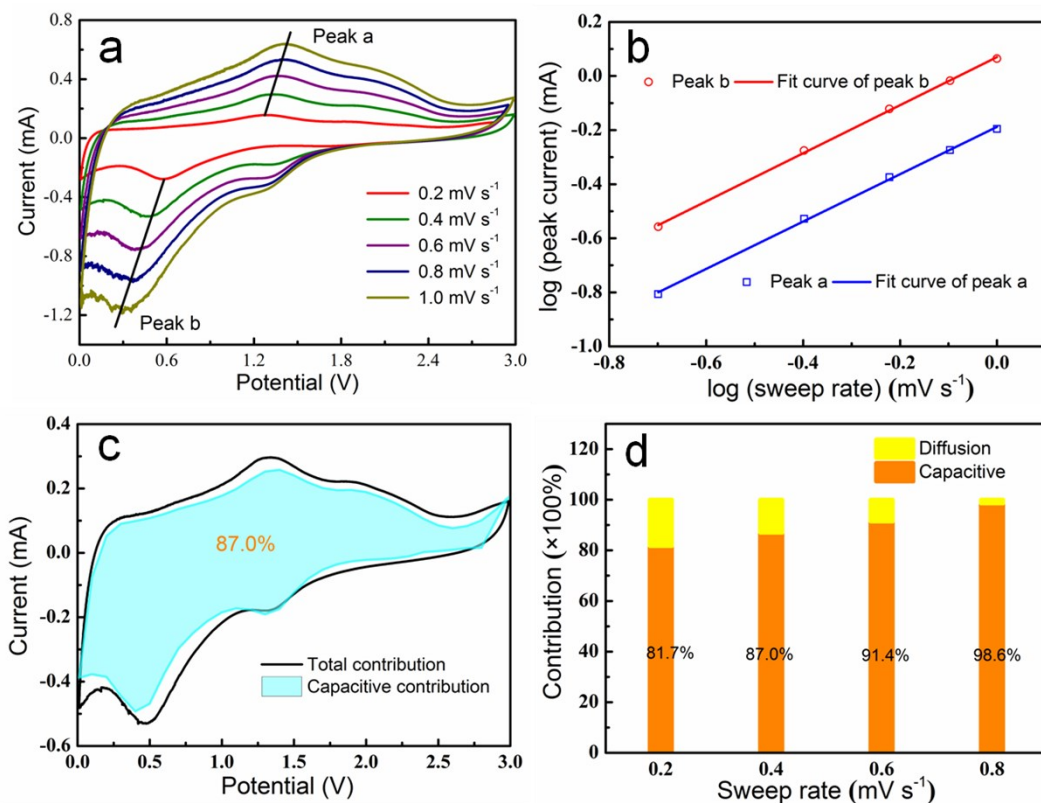 a
Peak a
Peak b
0.2 mV s⁻¹
0.4 mV s⁻¹
0.6 mV s⁻¹
0.8 mV s⁻¹
1.0 mV s⁻¹
0.8
0.4
0.0
-0.4
-0.8
-1.2
Current (mA)
0.0 0.6 1.2 1.8 2.4 3.0
Potential (V)
b
Peak b Fit curve of peak b
Peak a Fit curve of peak a
0.0
-0.2
-0.4
-0.6
-0.8
-1.0
log (peak current) (mA)
-0.8 -0.6 -0.4 -0.2 0.0
log (sweep rate) (mV s⁻¹)
c
87.0%
Total contribution
Capacitive contribution
0.4
0.2
0.0
-0.2
-0.4
-0.6
Current (mA)
0.0 0.5 1.0 1.5 2.0 2.5 3.0
Potential (V)
d
Diffusion
Capacitive
120
100
80
60
40
20
0
Contribution (×100%)
81.7% 87.0% 91.4% 98.6%
0.2 0.4 0.6 0.8
Sweep rate (mV s⁻¹)